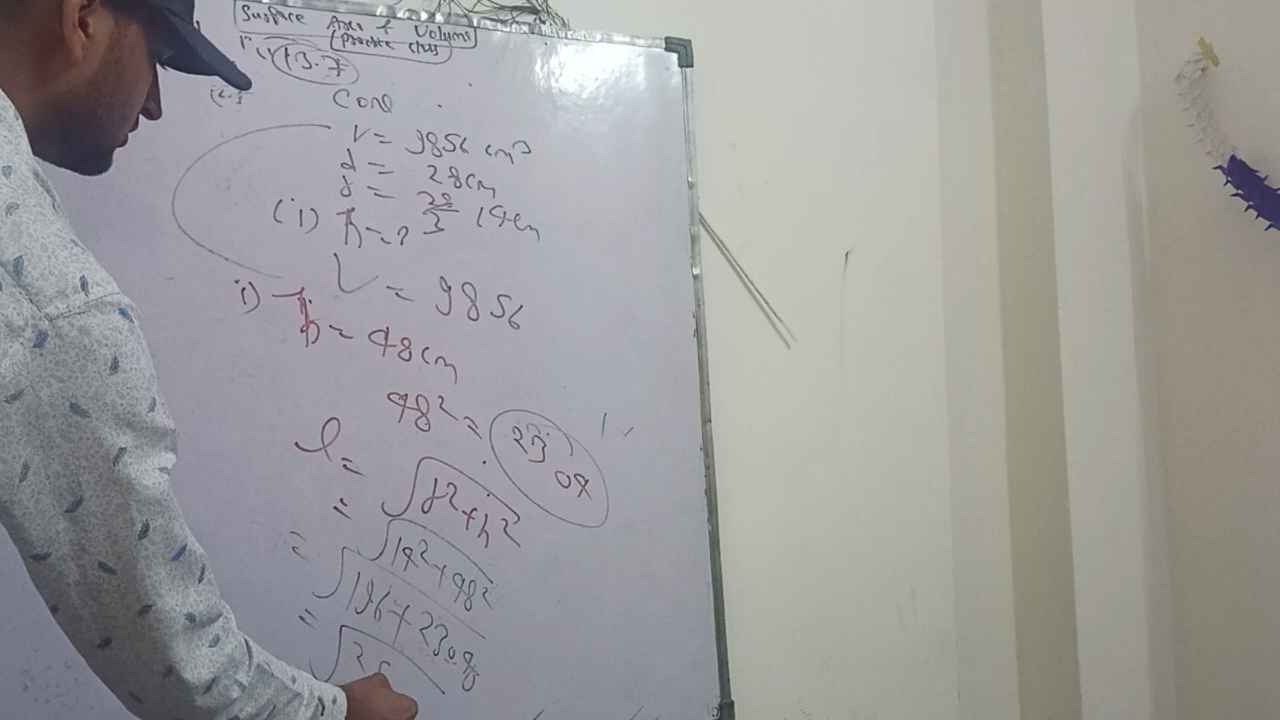 Surface Area & Volume
Practice class
13.7
Cone
V = 9856 cm³
d = 28cm
r = 28/2 14cm
(i) h = ?
V = 9856
i) h = 48cm
48² = 2304
l =
= √r²+h²
= √14²+48²
= √196+2304
= √25